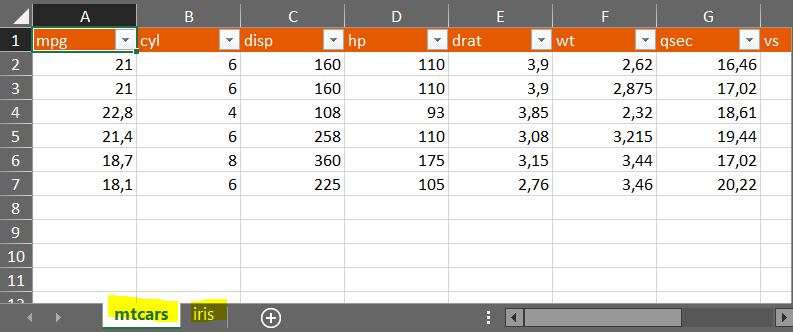 A B C D E F G
1 mpg cyl disp hp drat wt qsec vs
2 21 6 160 110 3,9 2,62 16,46
3 21 6 160 110 3,9 2,875 17,02
4 22,8 4 108 93 3,85 2,32 18,61
5 21,4 6 258 110 3,08 3,215 19,44
6 18,7 8 360 175 3,15 3,44 17,02
7 18,1 6 225 105 2,76 3,46 20,22
8
9
10
11
mtcars iris